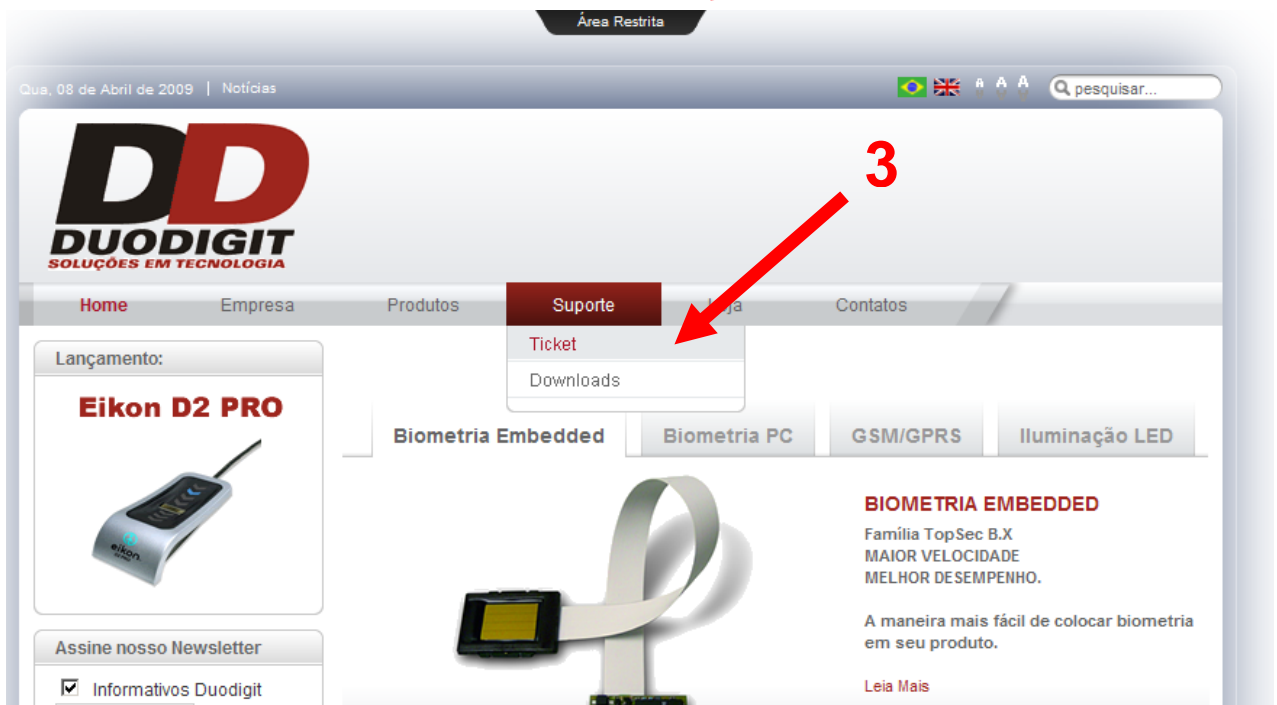 Área Restrita
Qua, 08 de Abril de 2009 | Notícias
A A A
pesquisar...
DD
DUODIGIT
SOLUÇÕES EM TECNOLOGIA
3
Home Empresa Produtos Suporte Contatos
Ticket
Downloads
Lançamento:
Eikon D2 PRO
eikon
Assine nosso Newsletter
Informativos Duodigit
Biometria Embedded Biometria PC GSM/GPRS Iluminação LED
BIOMETRIA EMBEDDED
Família TopSec B.X
MAIOR VELOCIDADE
MELHOR DESEMPENHO.
A maneira mais fácil de colocar biometria
em seu produto.
Leia Mais